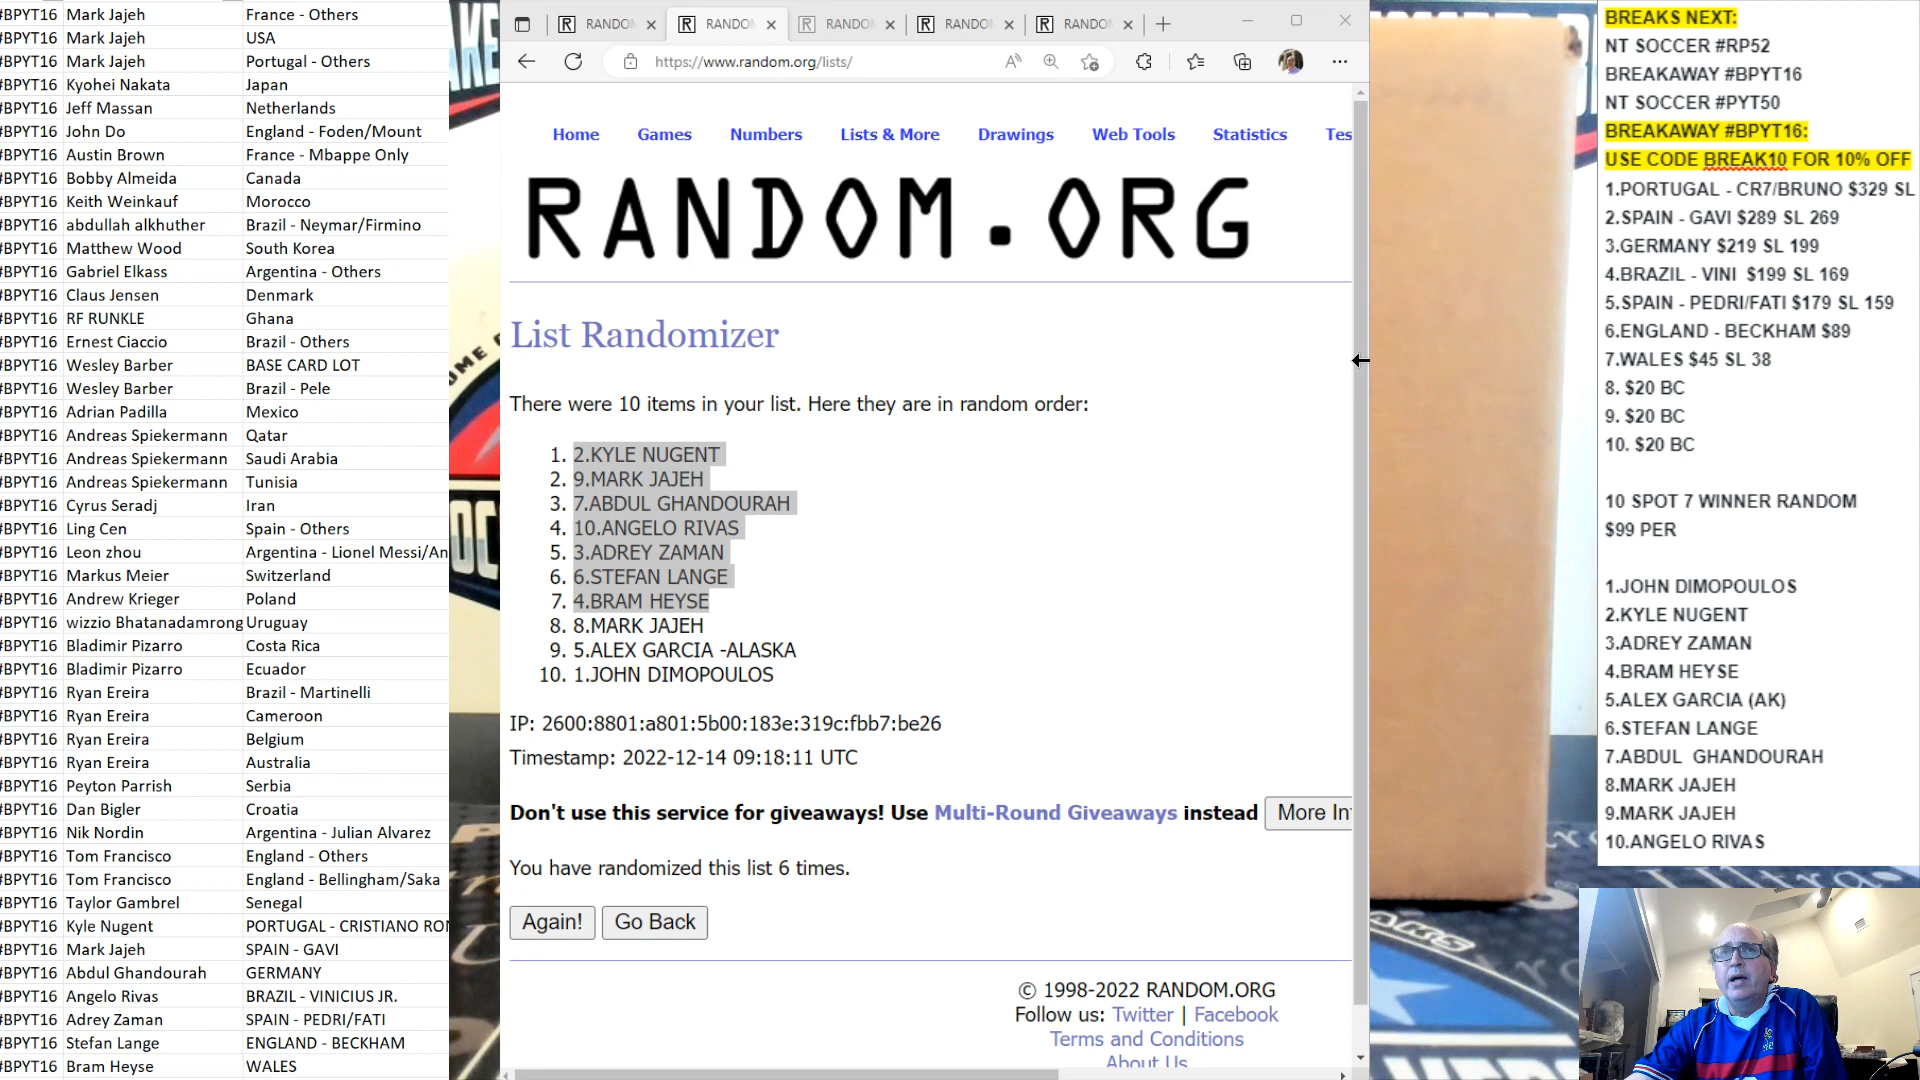 #BPYT16 Mark Jajeh France - Others
#BPYT16 Mark Jajeh USA
#BPYT16 Mark Jajeh Portugal - Others
#BPYT16 Kyohei Nakata Japan
#BPYT16 Jeff Massan Netherlands
#BPYT16 John Do England - Foden/Mount
#BPYT16 Austin Brown France - Mbappe Only
#BPYT16 Bobby Almeida Canada
#BPYT16 Keith Weinkauf Morocco
#BPYT16 abdullah alkhuther Brazil - Neymar/Firmino
#BPYT16 Matthew Wood South Korea
#BPYT16 Gabriel Elkass Argentina - Others
#BPYT16 Claus Jensen Denmark
#BPYT16 RF RUNKLE Ghana
#BPYT16 Ernest Ciaccio Brazil - Others
#BPYT16 Wesley Barber BASE CARD LOT
#BPYT16 Wesley Barber Brazil - Pele
#BPYT16 Adrian Padilla Mexico
#BPYT16 Andreas Spiekermann Qatar
#BPYT16 Andreas Spiekermann Saudi Arabia
#BPYT16 Andreas Spiekermann Tunisia
#BPYT16 Cyrus Seradj Iran
#BPYT16 Ling Cen Spain - Others
#BPYT16 Leon zhou Argentina - Lionel Messi/An
#BPYT16 Markus Meier Switzerland
#BPYT16 Andrew Krieger Poland
#BPYT16 wizzio Bhatanadamrong Uruguay
#BPYT16 Bladimir Pizarro Costa Rica
#BPYT16 Bladimir Pizarro Ecuador
#BPYT16 Ryan Ereira Brazil - Martinelli
#BPYT16 Ryan Ereira Cameroon
#BPYT16 Ryan Ereira Belgium
#BPYT16 Ryan Ereira Australia
#BPYT16 Peyton Parrish Serbia
#BPYT16 Dan Bigler Croatia
#BPYT16 Nik Nordin Argentina - Julian Alvarez
#BPYT16 Tom Francisco England - Others
#BPYT16 Tom Francisco England - Bellingham/Saka
#BPYT16 Taylor Gambrel Senegal
#BPYT16 Kyle Nugent PORTUGAL - CRISTIANO RO
#BPYT16 Mark Jajeh SPAIN - GAVI
#BPYT16 Abdul Ghandourah GERMANY
#BPYT16 Angelo Rivas BRAZIL - VINICIUS JR.
#BPYT16 Adrey Zaman SPAIN - PEDRI/FATI
#BPYT16 Stefan Lange ENGLAND - BECKHAM
#BPYT16 Bram Heyse WALES
RANDOM RANDOM RANDOM RANDOM RANDOM
https://www.random.org/lists/
Home Games Numbers Lists & More Drawings Web Tools Statistics Tes
RANDOM.ORG
List Randomizer
There were 10 items in your list. Here they are in random order:
1. 2.KYLE NUGENT
2. 9.MARK JAJEH
3. 7.ABDUL GHANDOURAH
4. 10.ANGELO RIVAS
5. 3.ADREY ZAMAN
6. 6.STEFAN LANGE
7. 4.BRAM HEYSE
8. 8.MARK JAJEH
9. 5.ALEX GARCIA -ALASKA
10. 1.JOHN DIMOPOULOS
IP: 2600:8801:a801:5b00:183e:319c:fbb7:be26
Timestamp: 2022-12-14 09:18:11 UTC
Don't use this service for giveaways! Use Multi-Round Giveaways instead More In
You have randomized this list 6 times.
Again! Go Back
© 1998-2022 RANDOM.ORG
Follow us: Twitter | Facebook
Terms and Conditions
About Us
BREAKS NEXT:
NT SOCCER #RP52
BREAKAWAY #BPYT16
NT SOCCER #PYT50
BREAKAWAY #BPYT16:
USE CODE BREAK10 FOR 10% OFF
1.PORTUGAL - CR7/BRUNO $329 SL
2.SPAIN - GAVI $289 SL 269
3.GERMANY $219 SL 199
4.BRAZIL - VINI $199 SL 169
5.SPAIN - PEDRI/FATI $179 SL 159
6.ENGLAND - BECKHAM $89
7.WALES $45 SL 38
8. $20 BC
9. $20 BC
10. $20 BC
10 SPOT 7 WINNER RANDOM
$99 PER
1.JOHN DIMOPOULOS
2.KYLE NUGENT
3.ADREY ZAMAN
4.BRAM HEYSE
5.ALEX GARCIA (AK)
6.STEFAN LANGE
7.ABDUL GHANDOURAH
8.MARK JAJEH
9.MARK JAJEH
10.ANGELO RIVAS